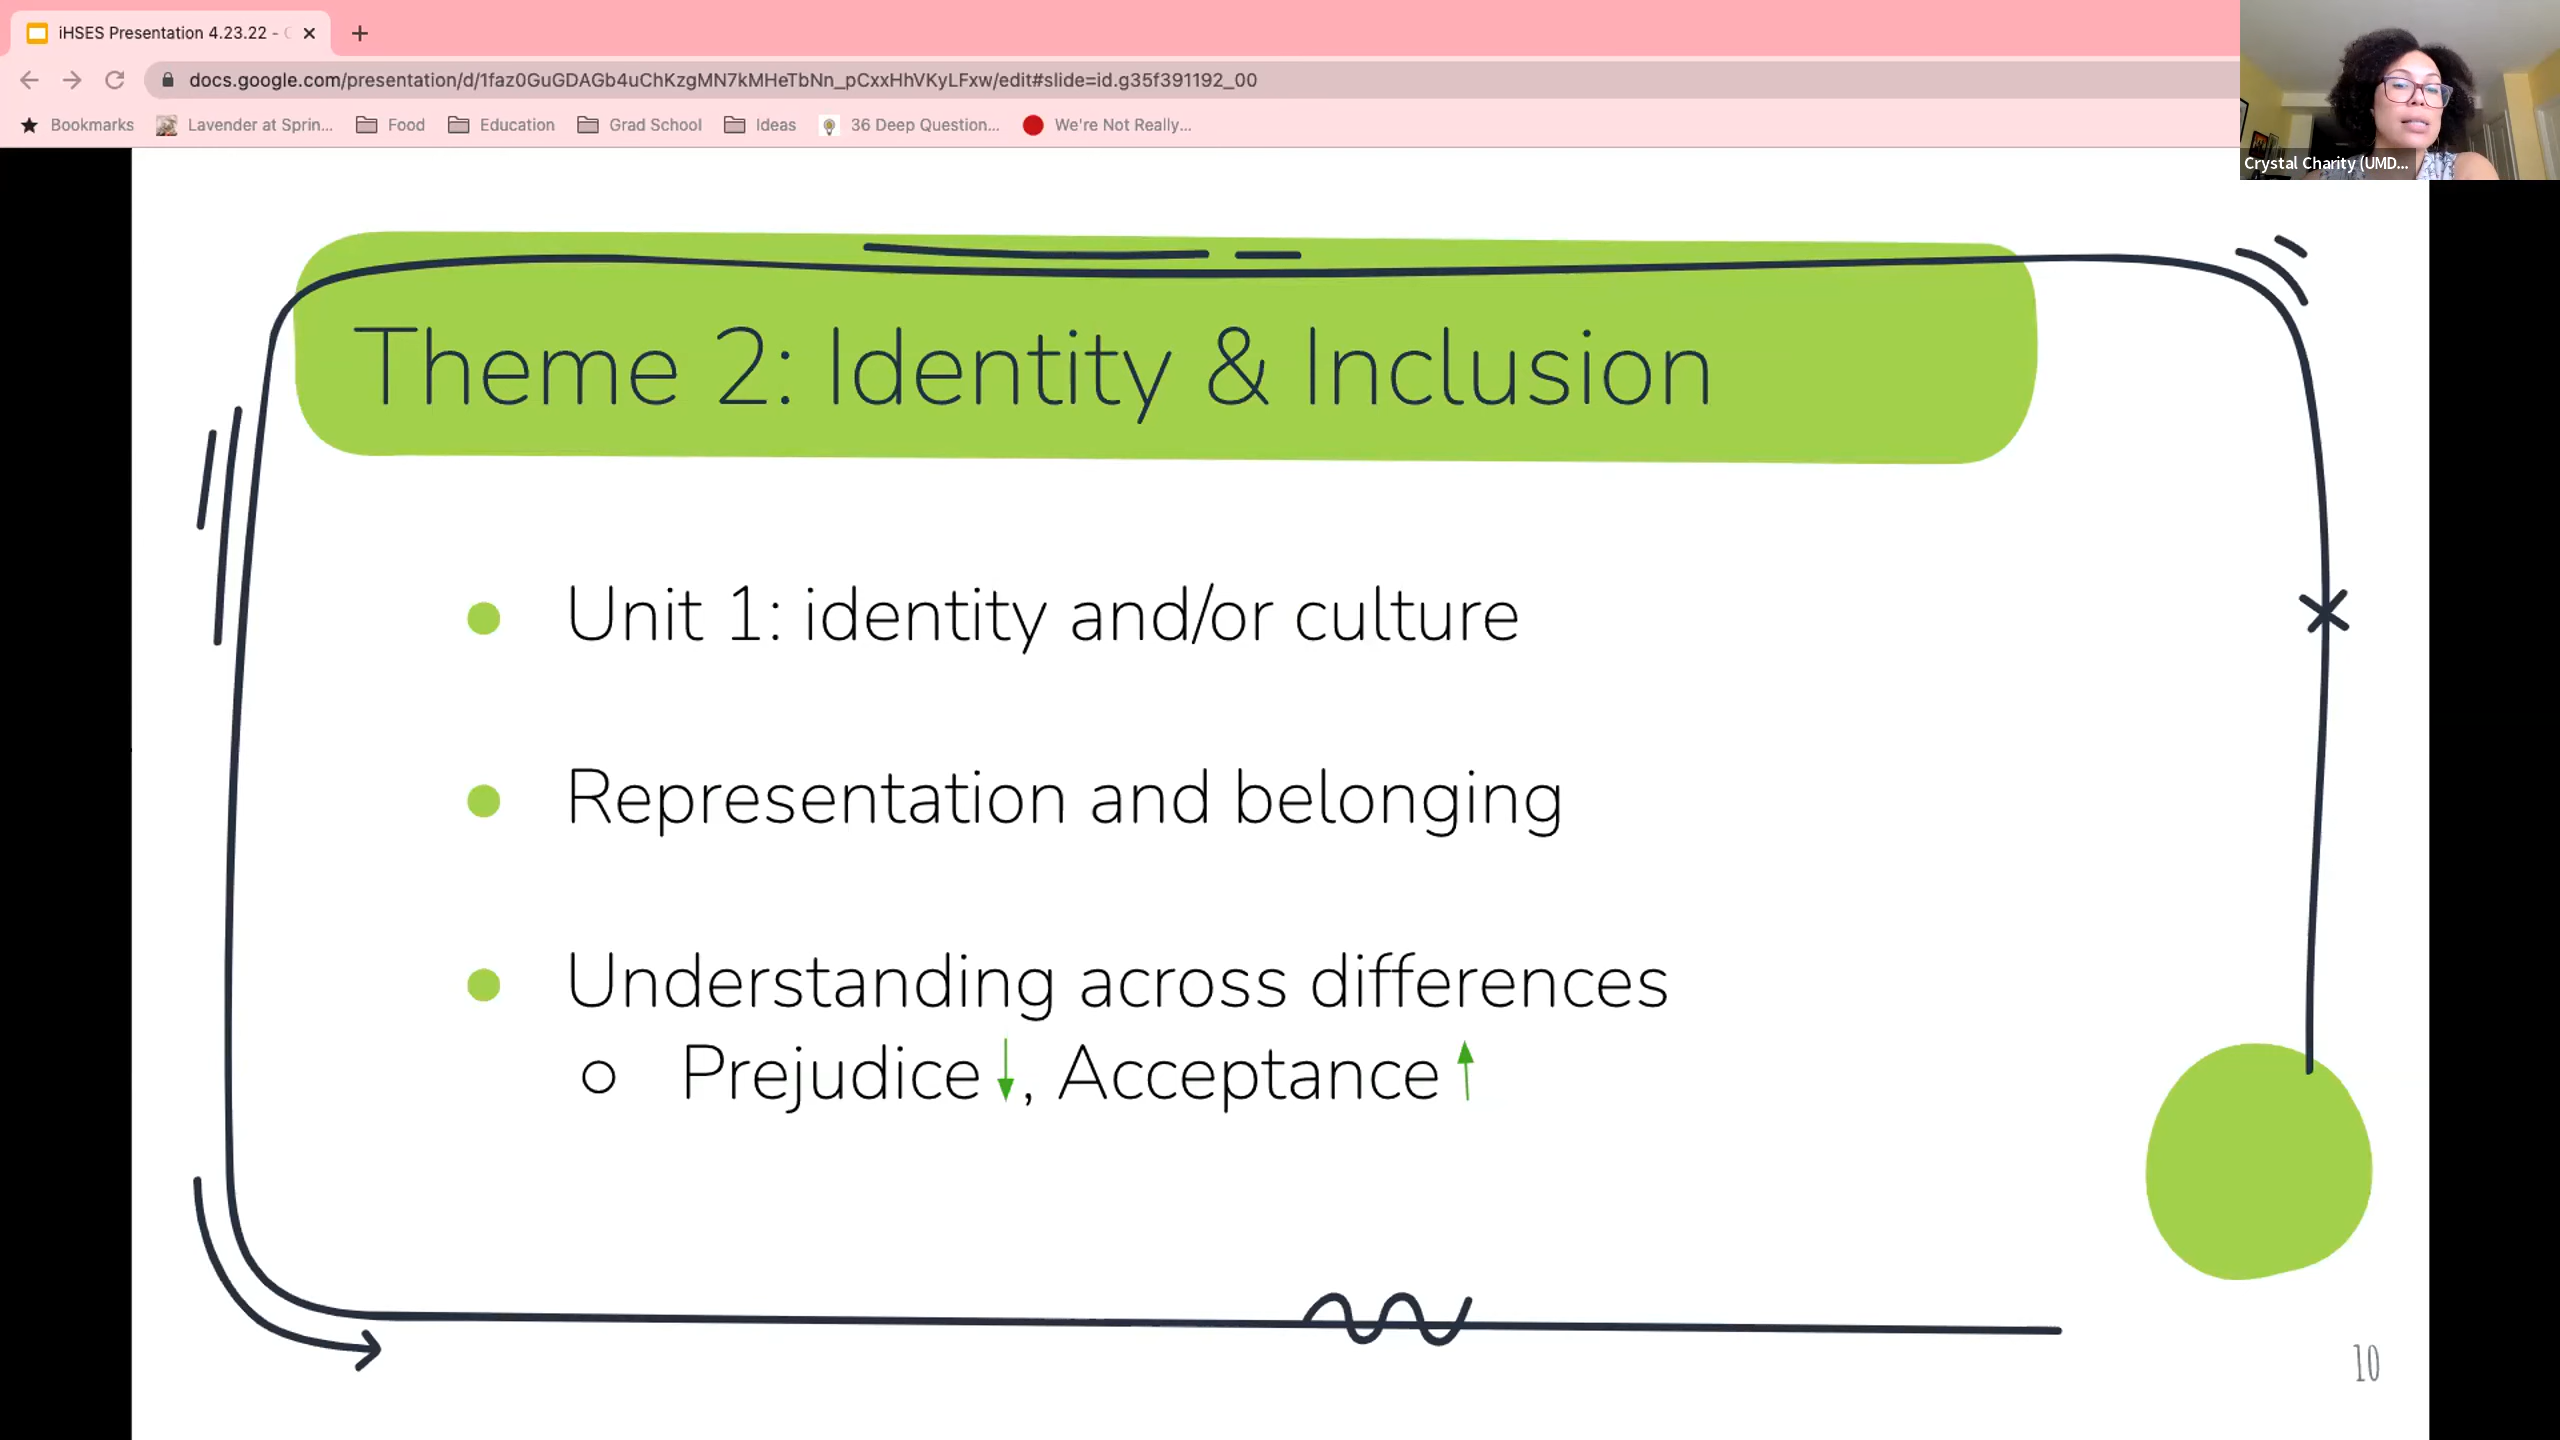 iHSES Presentation 4.23.22 -
docs.google.com/presentation/d/1faz0GuGDAGb4uChKzgMN7kMHeTbNn_pCxxHhVKyLFxw/edit#slide=id.g35f391192_00
Bookmarks Lavender at Sprin... Food Education Grad School Ideas 36 Deep Question... We're Not Really...
Crystal Charity (UMD...
Theme 2: Identity & Inclusion
● Unit 1: identity and/or culture
● Representation and belonging
● Understanding across differences
○ Prejudice ↓, Acceptance ↑
10